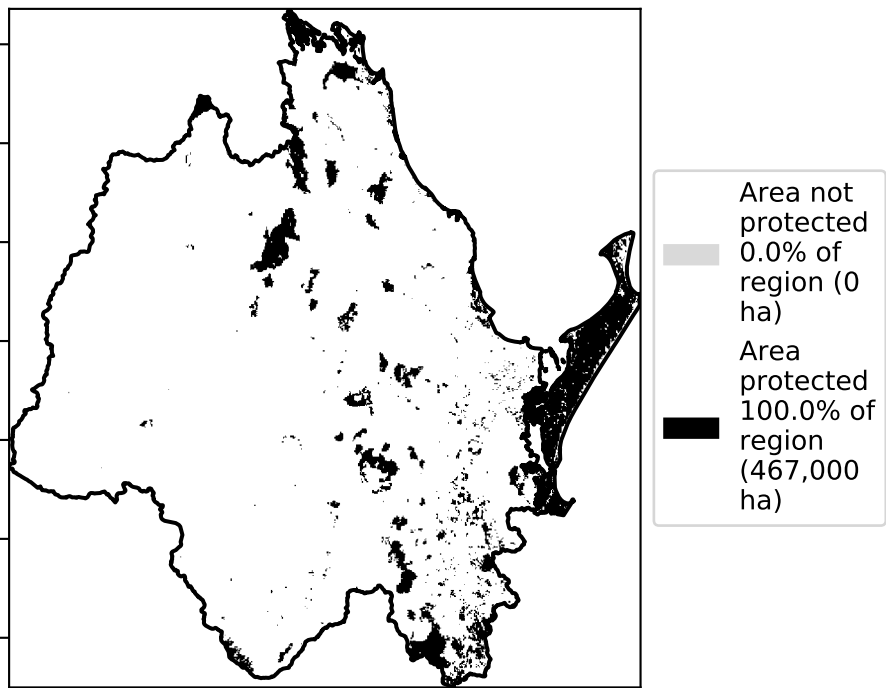 Area not
protected
0.0% of
region (0
ha)
Area
protected
100.0% of
region
(467,000
ha)